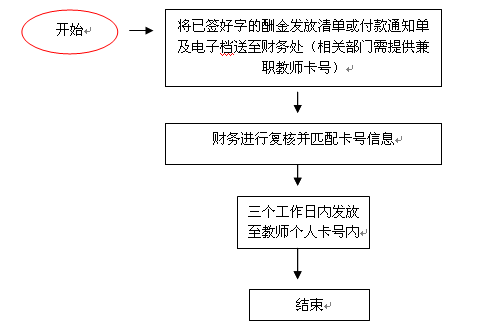 开始
将已签好字的酬金发放清单或付款通知单
及电子档送至财务处（相关部门需提供兼
职教师卡号）
财务进行复核并匹配卡号信息
三个工作日内发放
至教师个人卡号内
结束